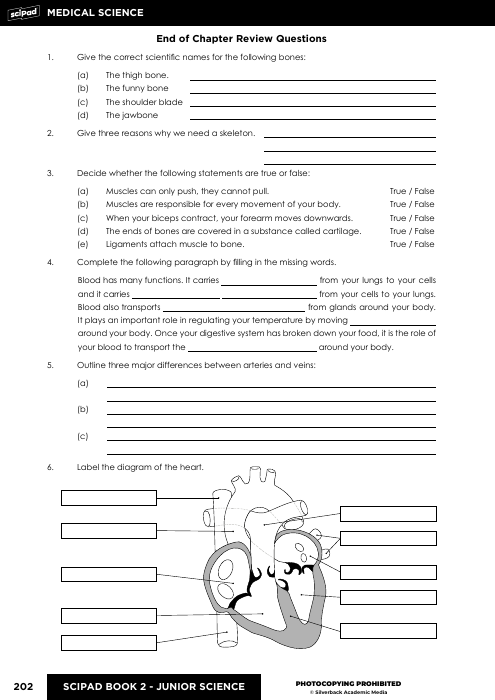 scipad MEDICAL SCIENCE
End of Chapter Review Questions
1. Give the correct scientific names for the following bones:
(a) The thigh bone.
(b) The funny bone
(c) The shoulder blade
(d) The jawbone
2. Give three reasons why we need a skeleton.
3. Decide whether the following statements are true or false:
(a) Muscles can only push, they cannot pull. True / False
(b) Muscles are responsible for every movement of your body. True / False
(c) When your biceps contract, your forearm moves downwards. True / False
(d) The ends of bones are covered in a substance called cartilage. True / False
(e) Ligaments attach muscle to bone. True / False
4. Complete the following paragraph by filling in the missing words.
Blood has many functions. It carries from your lungs to your cells
and it carries from your cells to your lungs.
Blood also transports from glands around your body.
It plays an important role in regulating your temperature by moving
around your body. Once your digestive system has broken down your food, it is the role of
your blood to transport the around your body.
5. Outline three major differences between arteries and veins:
(a)
(b)
(c)
6. Label the diagram of the heart.
202 SCIPAD BOOK 2 - JUNIOR SCIENCE PHOTOCOPYING PROHIBITED
© Silverback Academic Media